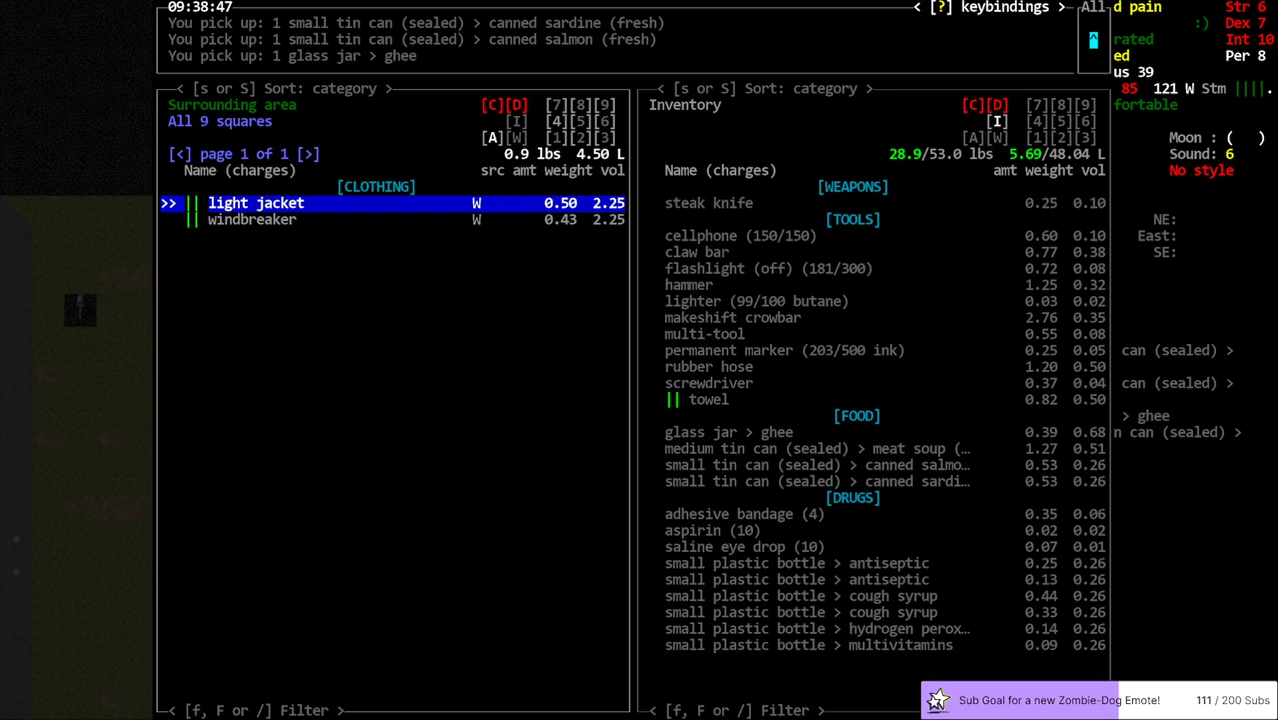 09:38:47
< [?] keybindings >
All
d pain
Str 6
You pick up: 1 small tin can (sealed) > canned sardine (fresh)
:)
Dex 7
You pick up: 1 small tin can (sealed) > canned salmon (fresh)
^
rated
Int 10
You pick up: 1 glass jar > ghee
ed
Per 8
us 39
< [s or S] Sort: category >
< [s or S] Sort: category >
85 121 W Stm ||||.
Surrounding area
[C][D] [7][8][9]
Inventory
[C][D] [7][8][9]
fortable
All 9 squares
[I] [4][5][6]
[I] [4][5][6]
[A][W] [1][2][3]
[A][W] [1][2][3]
Moon : ( )
[<] page 1 of 1 [>]
0.9 lbs 4.50 L
28.9/53.0 lbs 5.69/48.04 L
Sound: 6
Name (charges) src amt weight vol
Name (charges) amt weight vol
No style
[CLOTHING]
[WEAPONS]
>> || light jacket W 0.50 2.25
steak knife 0.25 0.10
|| windbreaker W 0.43 2.25
[TOOLS]
NE:
cellphone (150/150) 0.60 0.10
East:
claw bar 0.77 0.38
SE:
flashlight (off) (181/300) 0.72 0.08
hammer 1.25 0.32
lighter (99/100 butane) 0.03 0.02
makeshift crowbar 2.76 0.35
multi-tool 0.55 0.08
permanent marker (203/500 ink) 0.25 0.05
can (sealed) >
rubber hose 1.20 0.50
screwdriver 0.37 0.04
can (sealed) >
|| towel 0.82 0.50
[FOOD]
> ghee
glass jar > ghee 0.39 0.68
n can (sealed) >
medium tin can (sealed) > meat soup (… 1.27 0.51
small tin can (sealed) > canned salmo… 0.53 0.26
small tin can (sealed) > canned sardi… 0.53 0.26
[DRUGS]
adhesive bandage (4) 0.35 0.06
aspirin (10) 0.02 0.02
saline eye drop (10) 0.07 0.01
small plastic bottle > antiseptic 0.25 0.26
small plastic bottle > antiseptic 0.13 0.26
small plastic bottle > cough syrup 0.44 0.26
small plastic bottle > cough syrup 0.33 0.26
small plastic bottle > hydrogen perox… 0.14 0.26
small plastic bottle > multivitamins 0.09 0.26
Sub Goal for a new Zombie-Dog Emote! 111 / 200 Subs
< [f, F or /] Filter >
< [f, F or /] Filter >